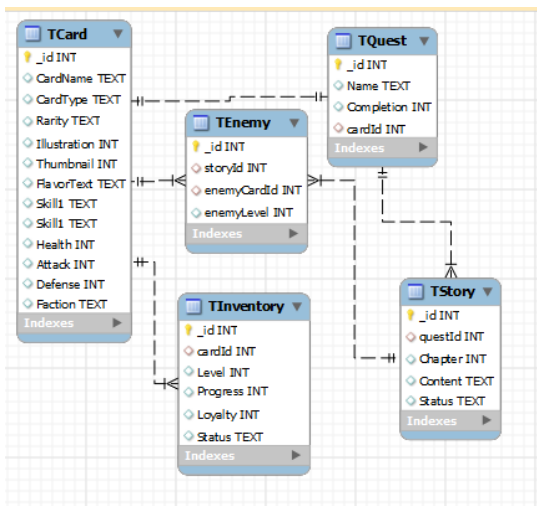 TCard
_id INT
CardName TEXT
CardType TEXT
Rarity TEXT
Illustration INT
Thumbnail INT
FlavorText TEXT
Skill1 TEXT
Skill1 TEXT
Health INT
Attack INT
Defense INT
Faction TEXT
Indexes
TQuest
_id INT
Name TEXT
Completion INT
cardId INT
Indexes
TEnemy
_id INT
storyId INT
enemyCardId INT
enemyLevel INT
Indexes
TInventory
_id INT
cardId INT
Level INT
Progress INT
Loyalty INT
Status TEXT
Indexes
TStory
_id INT
questId INT
Chapter INT
Content TEXT
Status TEXT
Indexes